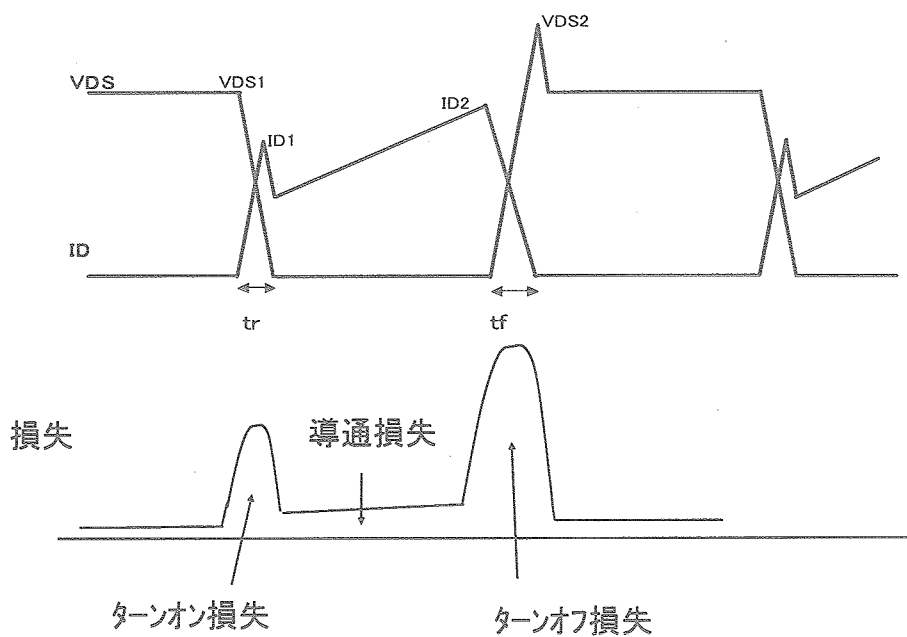 VDS2
VDS
VDS1
ID2
ID1
ID
tr
tf
損失
導通損失
ターンオン損失
ターンオフ損失